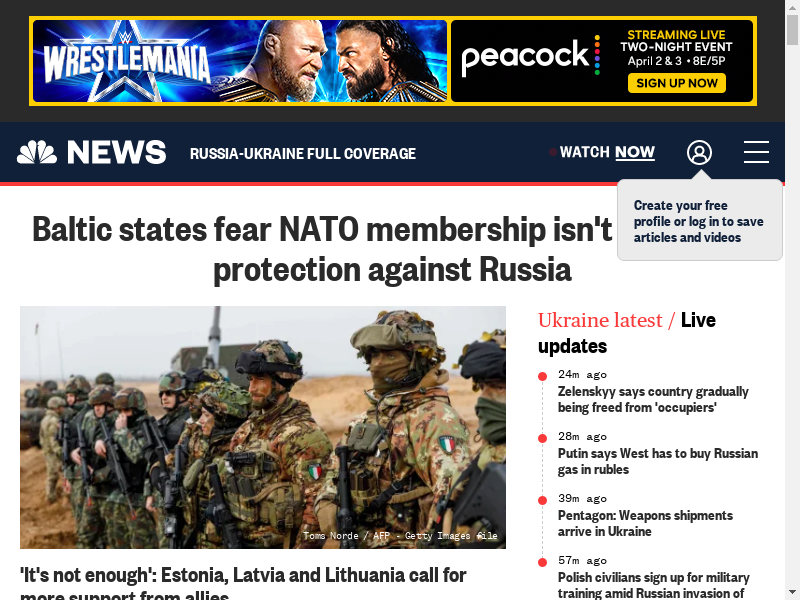 WRESTLEMANIA
peacock
STREAMING LIVE
TWO-NIGHT EVENT
April 2 & 3 • 8E/5P
SIGN UP NOW
NEWS
RUSSIA-UKRAINE FULL COVERAGE
WATCH NOW
Create your free
profile or log in to save
articles and videos
Baltic states fear NATO membership isn't
protection against Russia
Toms Norde / AFP - Getty Images file
'It's not enough': Estonia, Latvia and Lithuania call for
more support from allies
Ukraine latest / Live
updates
24m ago
Zelenskyy says country gradually
being freed from 'occupiers'
28m ago
Putin says West has to buy Russian
gas in rubles
39m ago
Pentagon: Weapons shipments
arrive in Ukraine
57m ago
Polish civilians sign up for military
training amid Russian invasion of